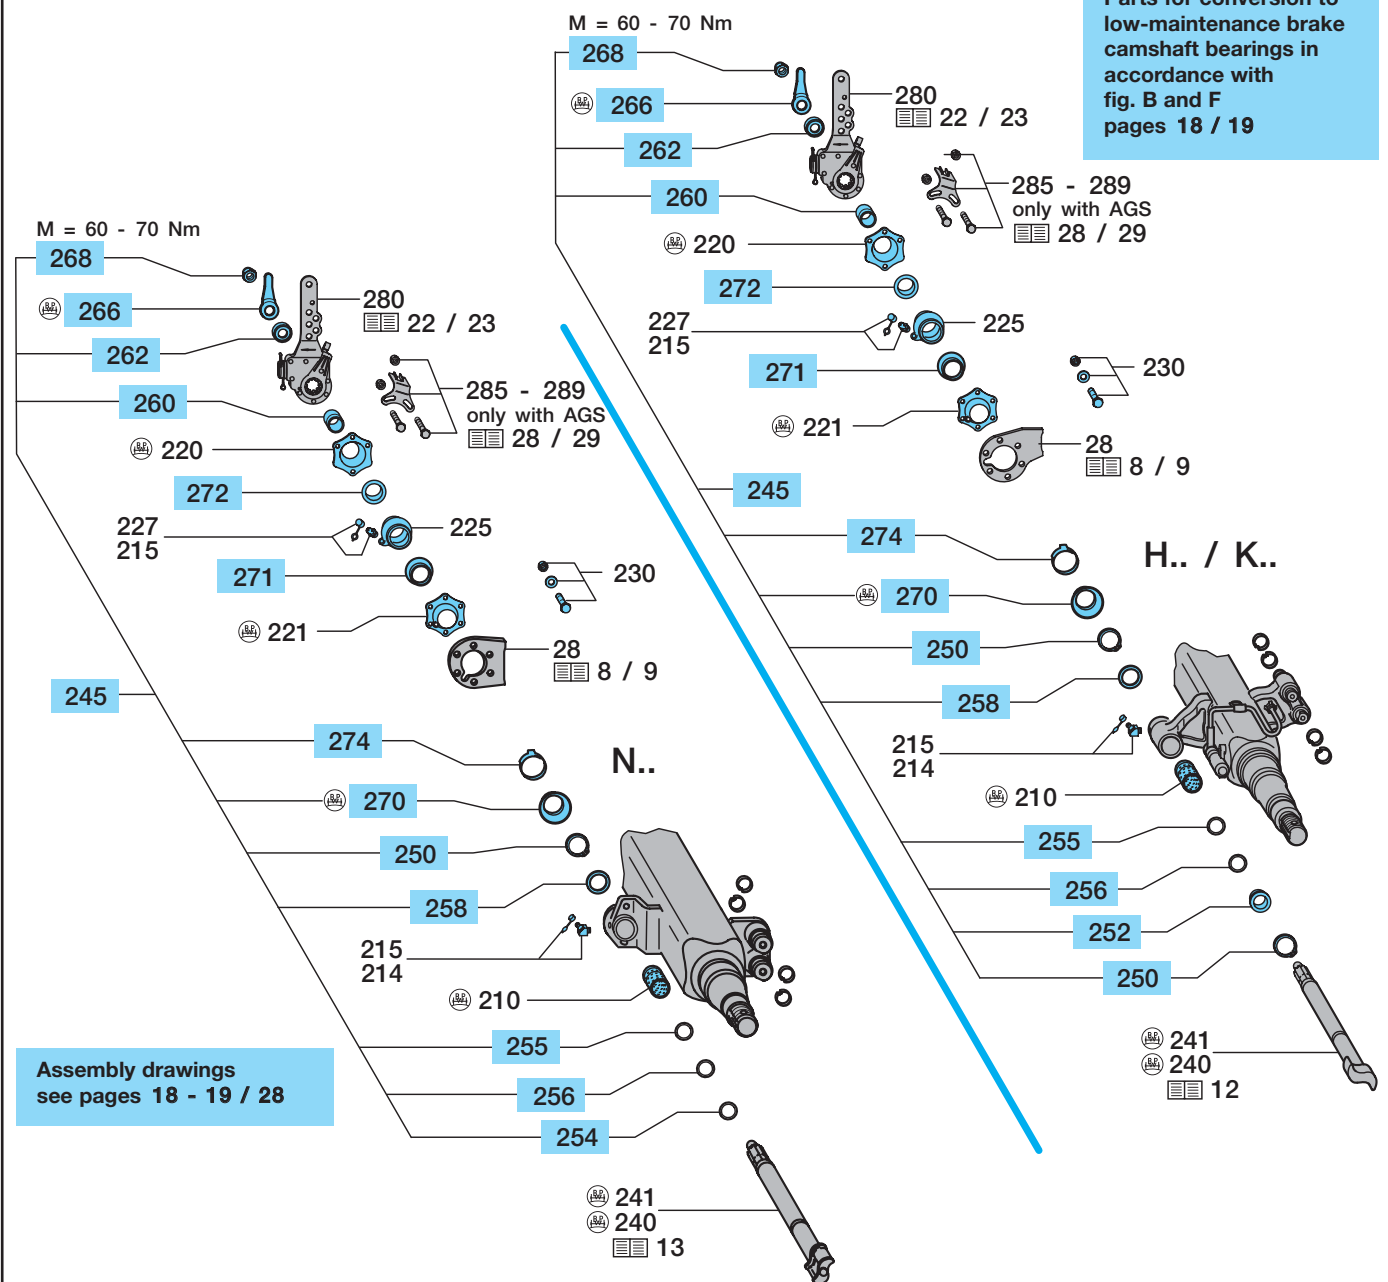 Parts for conversion to
low-maintenance brake
camshaft bearings in
accordance with
fig. B and F
pages 18 / 19
M = 60 - 70 Nm
268
266
262
260
220
272
227
215
271
221
280
22 / 23
285 - 289
only with AGS
28 / 29
225
230
28
8 / 9
245
274
270
250
258
215
214
210
255
256
252
250
H.. / K..
241
240
12
M = 60 - 70 Nm
268
266
262
260
220
272
227
215
271
221
280
22 / 23
285 - 289
only with AGS
28 / 29
225
230
28
8 / 9
245
274
270
250
258
215
214
210
255
256
254
N..
241
240
13
Assembly drawings
see pages 18 - 19 / 28